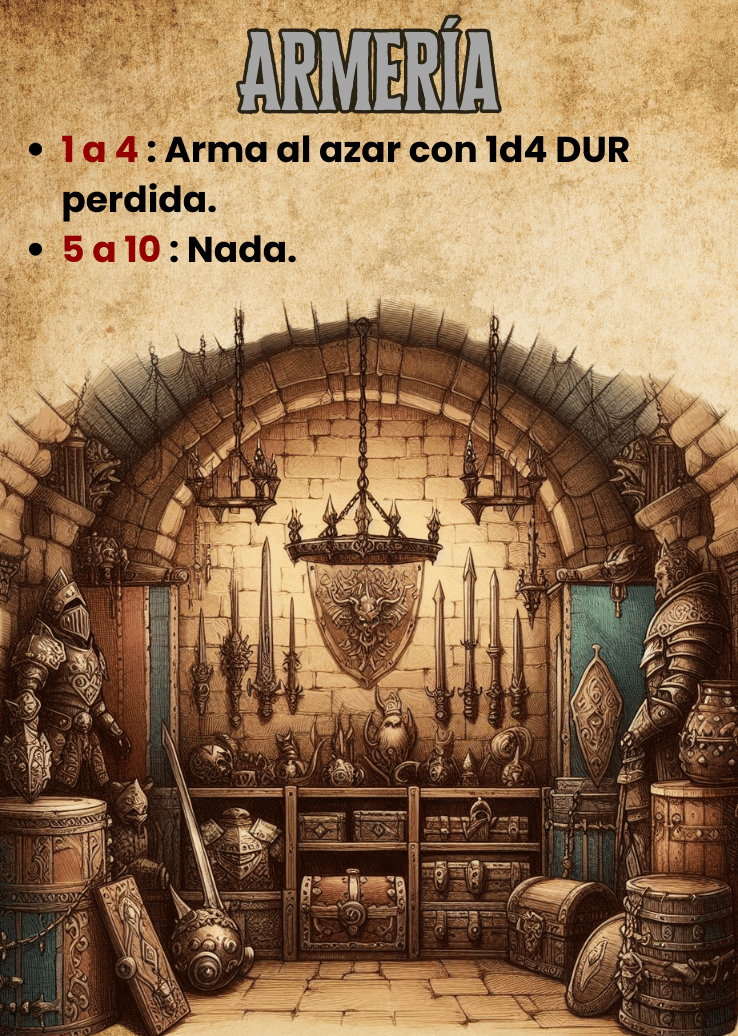 ARMERÍA
• 1 a 4 : Arma al azar con 1d4 DUR
perdida.
• 5 a 10 : Nada.